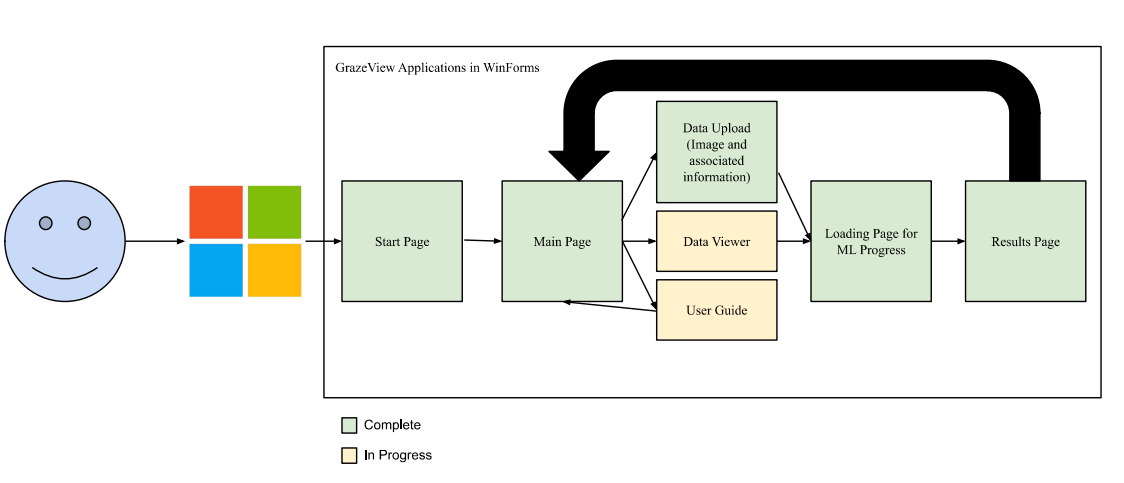 GrazeView Applications in WinForms
Data Upload
(Image and
associated
information)
Start Page
Main Page
Data Viewer
Loading Page for
ML Progress
Results Page
User Guide
Complete
In Progress